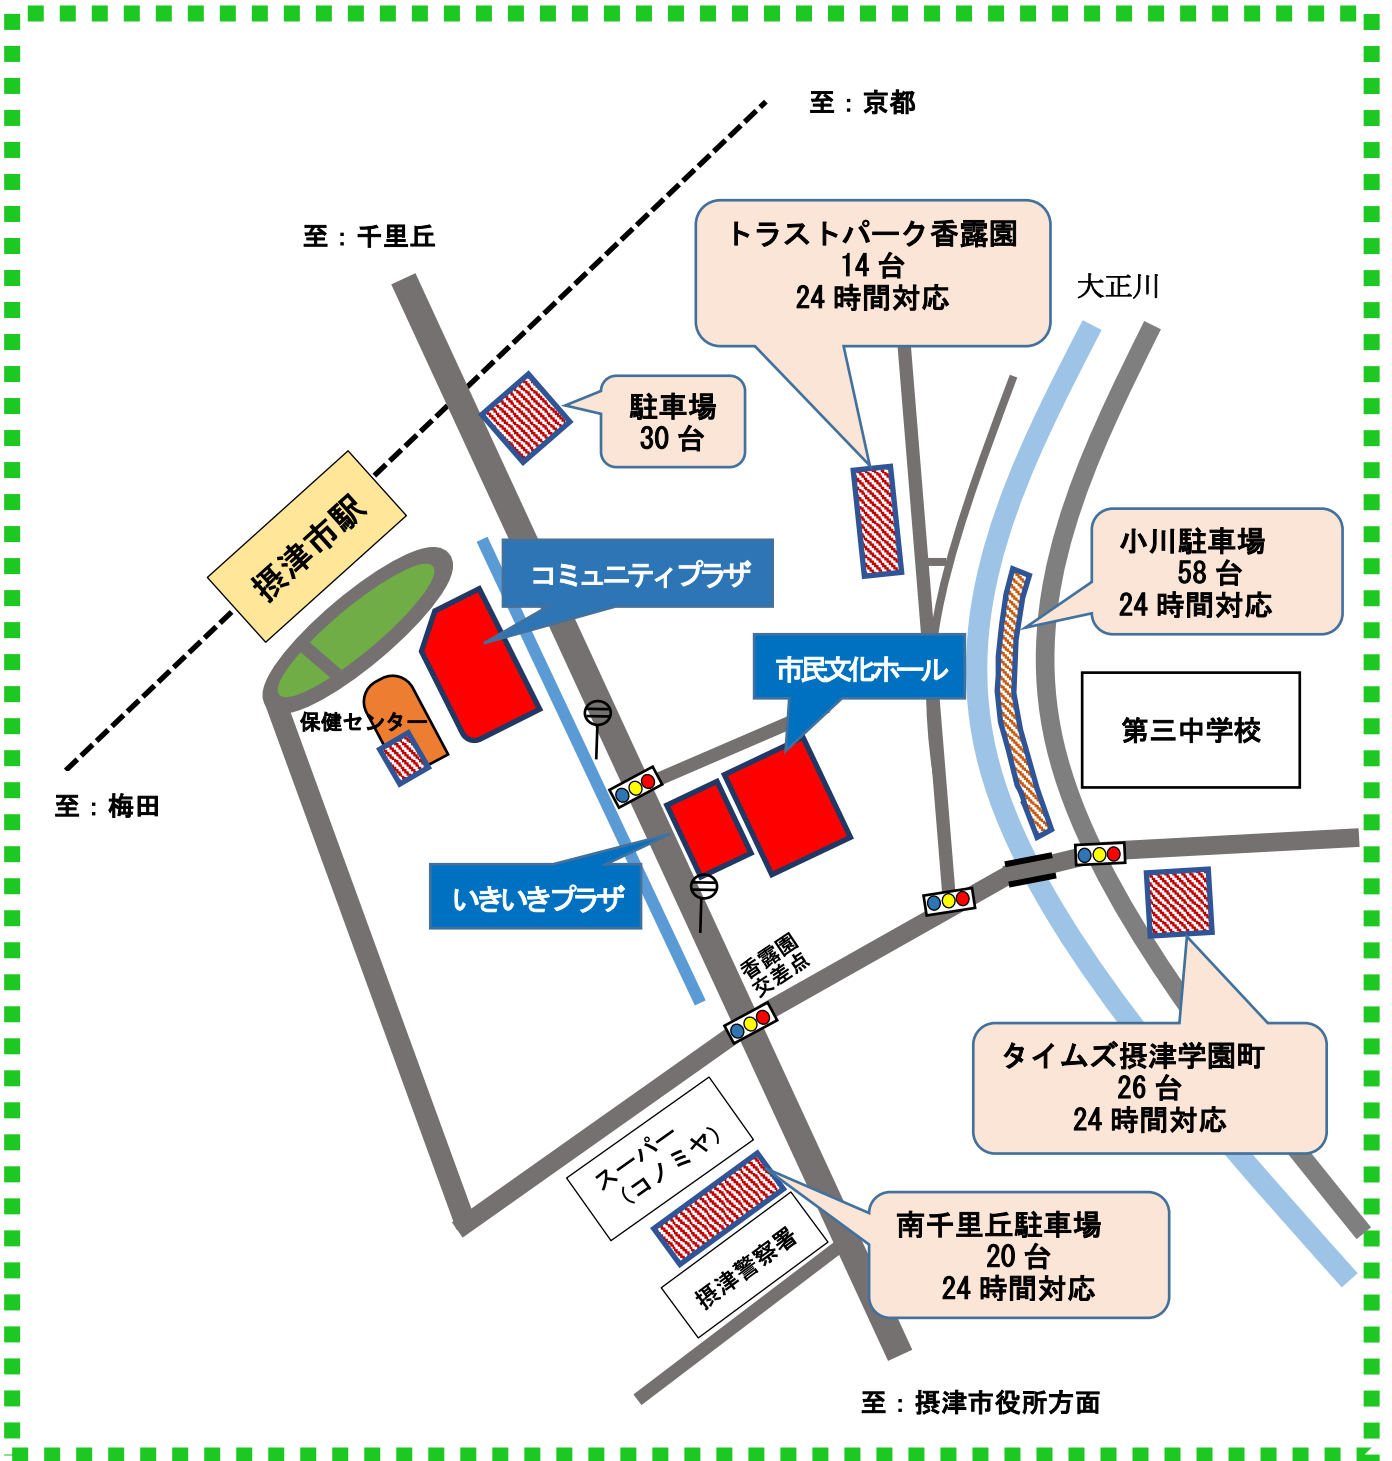 至：京都
至：千里丘
トラストパーク香露園
14 台
24 時間対応
大正川
駐車場
30 台
摂津市駅
小川駐車場
58 台
24 時間対応
コミュニティプラザ
市民文化ホール
保健センター
第三中学校
至：梅田
いきいきプラザ
香露園
交差点
タイムズ摂津学園町
26 台
24 時間対応
スーパー
（コノミヤ）
摂津警察署
南千里丘駐車場
20 台
24 時間対応
至：摂津市役所方面